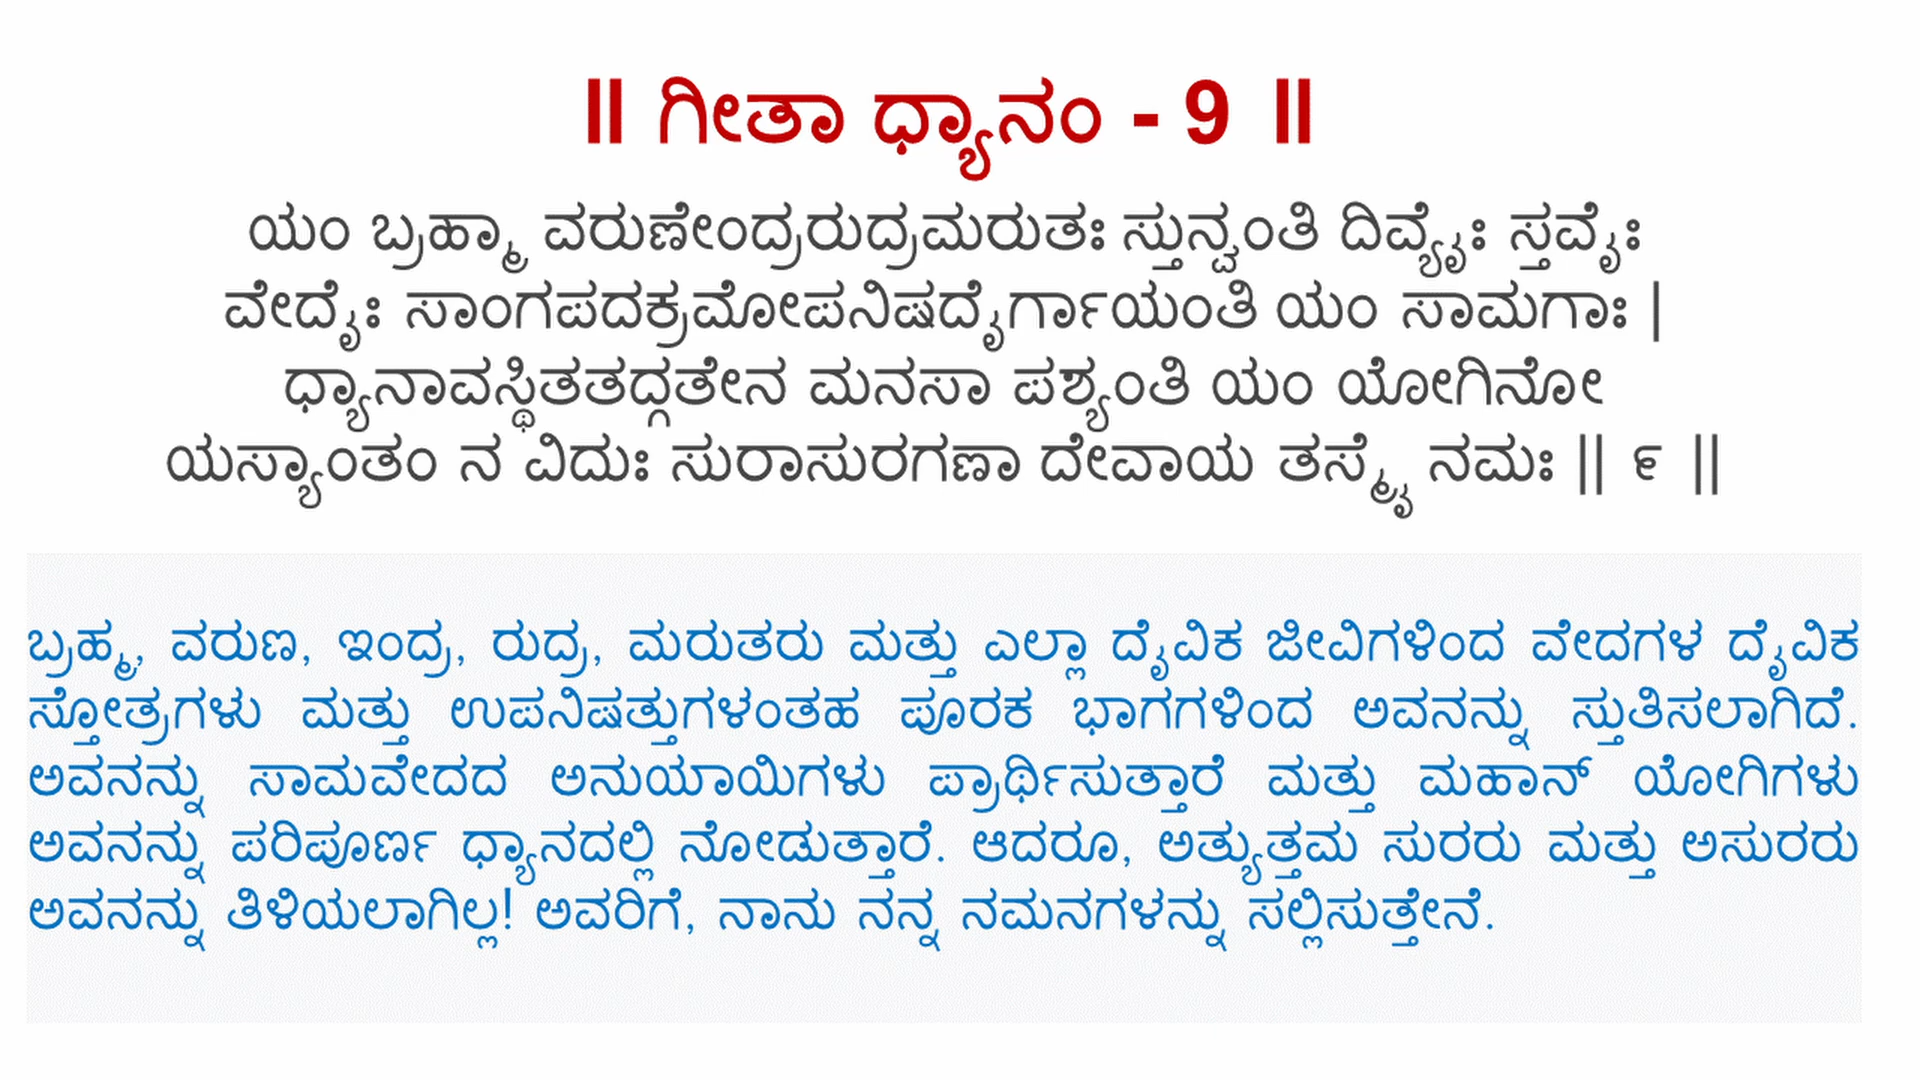 ॥ ಗೀತಾ ಧ್ಯಾನಂ - 9 ॥
ಯಂ ಬ್ರಹ್ಮಾ ವರುಣೇಂದ್ರರುದ್ರಮರುತಃ ಸ್ತುನ್ವಂತಿ ದಿವ್ಯೈಃ ಸ್ತವೈಃ
ವೇದೈಃ ಸಾಂಗಪದಕ್ರಮೋಪನಿಷದೈರ್ಗಾಯಂತಿ ಯಂ ಸಾಮಗಾಃ |
ಧ್ಯಾನಾವಸ್ಥಿತತದ್ಗತೇನ ಮನಸಾ ಪಶ್ಯಂತಿ ಯಂ ಯೋಗಿನೋ
ಯಸ್ಯಾಂತಂ ನ ವಿದುಃ ಸುರಾಸುರಗಣಾ ದೇವಾಯ ತಸ್ಮೈ ನಮಃ || ೯ ||
ಬ್ರಹ್ಮ, ವರುಣ, ಇಂದ್ರ, ರುದ್ರ, ಮರುತರು ಮತ್ತು ಎಲ್ಲಾ ದೈವಿಕ ಜೀವಿಗಳಿಂದ ವೇದಗಳ ದೈವಿಕ
ಸ್ತೋತ್ರಗಳು ಮತ್ತು ಉಪನಿಷತ್ತುಗಳಂತಹ ಪೂರಕ ಭಾಗಗಳಿಂದ ಅವನನ್ನು ಸ್ತುತಿಸಲಾಗಿದೆ.
ಅವನನ್ನು ಸಾಮವೇದದ ಅನುಯಾಯಿಗಳು ಪ್ರಾರ್ಥಿಸುತ್ತಾರೆ ಮತ್ತು ಮಹಾನ್ ಯೋಗಿಗಳು
ಅವನನ್ನು ಪರಿಪೂರ್ಣ ಧ್ಯಾನದಲ್ಲಿ ನೋಡುತ್ತಾರೆ. ಆದರೂ, ಅತ್ಯುತ್ತಮ ಸುರರು ಮತ್ತು ಅಸುರರು
ಅವನನ್ನು ತಿಳಿಯಲಾಗಿಲ್ಲ! ಅವರಿಗೆ, ನಾನು ನನ್ನ ನಮನಗಳನ್ನು ಸಲ್ಲಿಸುತ್ತೇನೆ.